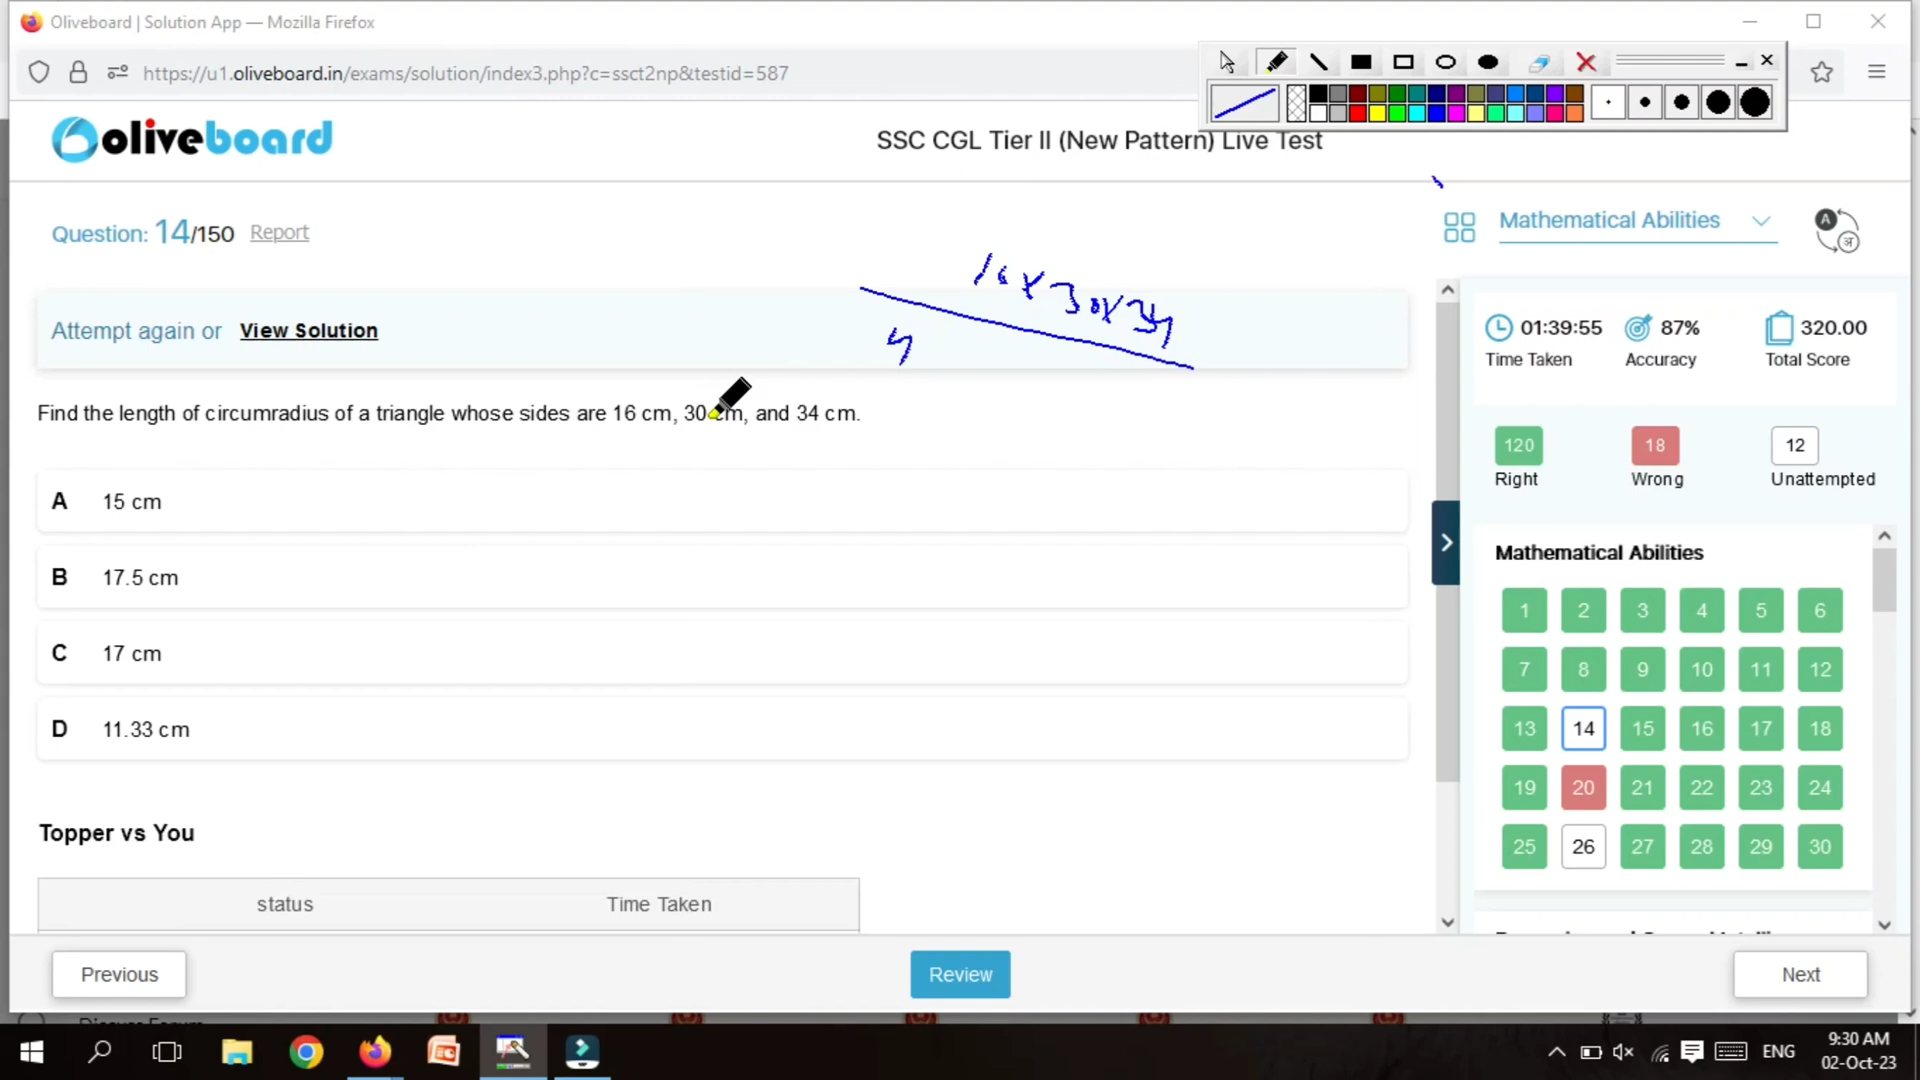 Oliveboard | Solution App — Mozilla Firefox
https://u1.oliveboard.in/exams/solution/index3.php?c=ssct2np&testid=587
oliveboard
SSC CGL Tier II (New Pattern) Live Test
Question: 14/150 Report
Mathematical Abilities
A अ
16 x 30 x 34
4
Attempt again or View Solution
01:39:55 87% 320.00
Time Taken Accuracy Total Score
Find the length of circumradius of a triangle whose sides are 16 cm, 30 cm, and 34 cm.
120 18 12
Right Wrong Unattempted
A 15 cm
B 17.5 cm
C 17 cm
D 11.33 cm
Mathematical Abilities
1 2 3 4 5 6
7 8 9 10 11 12
13 14 15 16 17 18
19 20 21 22 23 24
25 26 27 28 29 30
Topper vs You
status Time Taken
Previous Review Next
ENG
9:30 AM
02-Oct-23